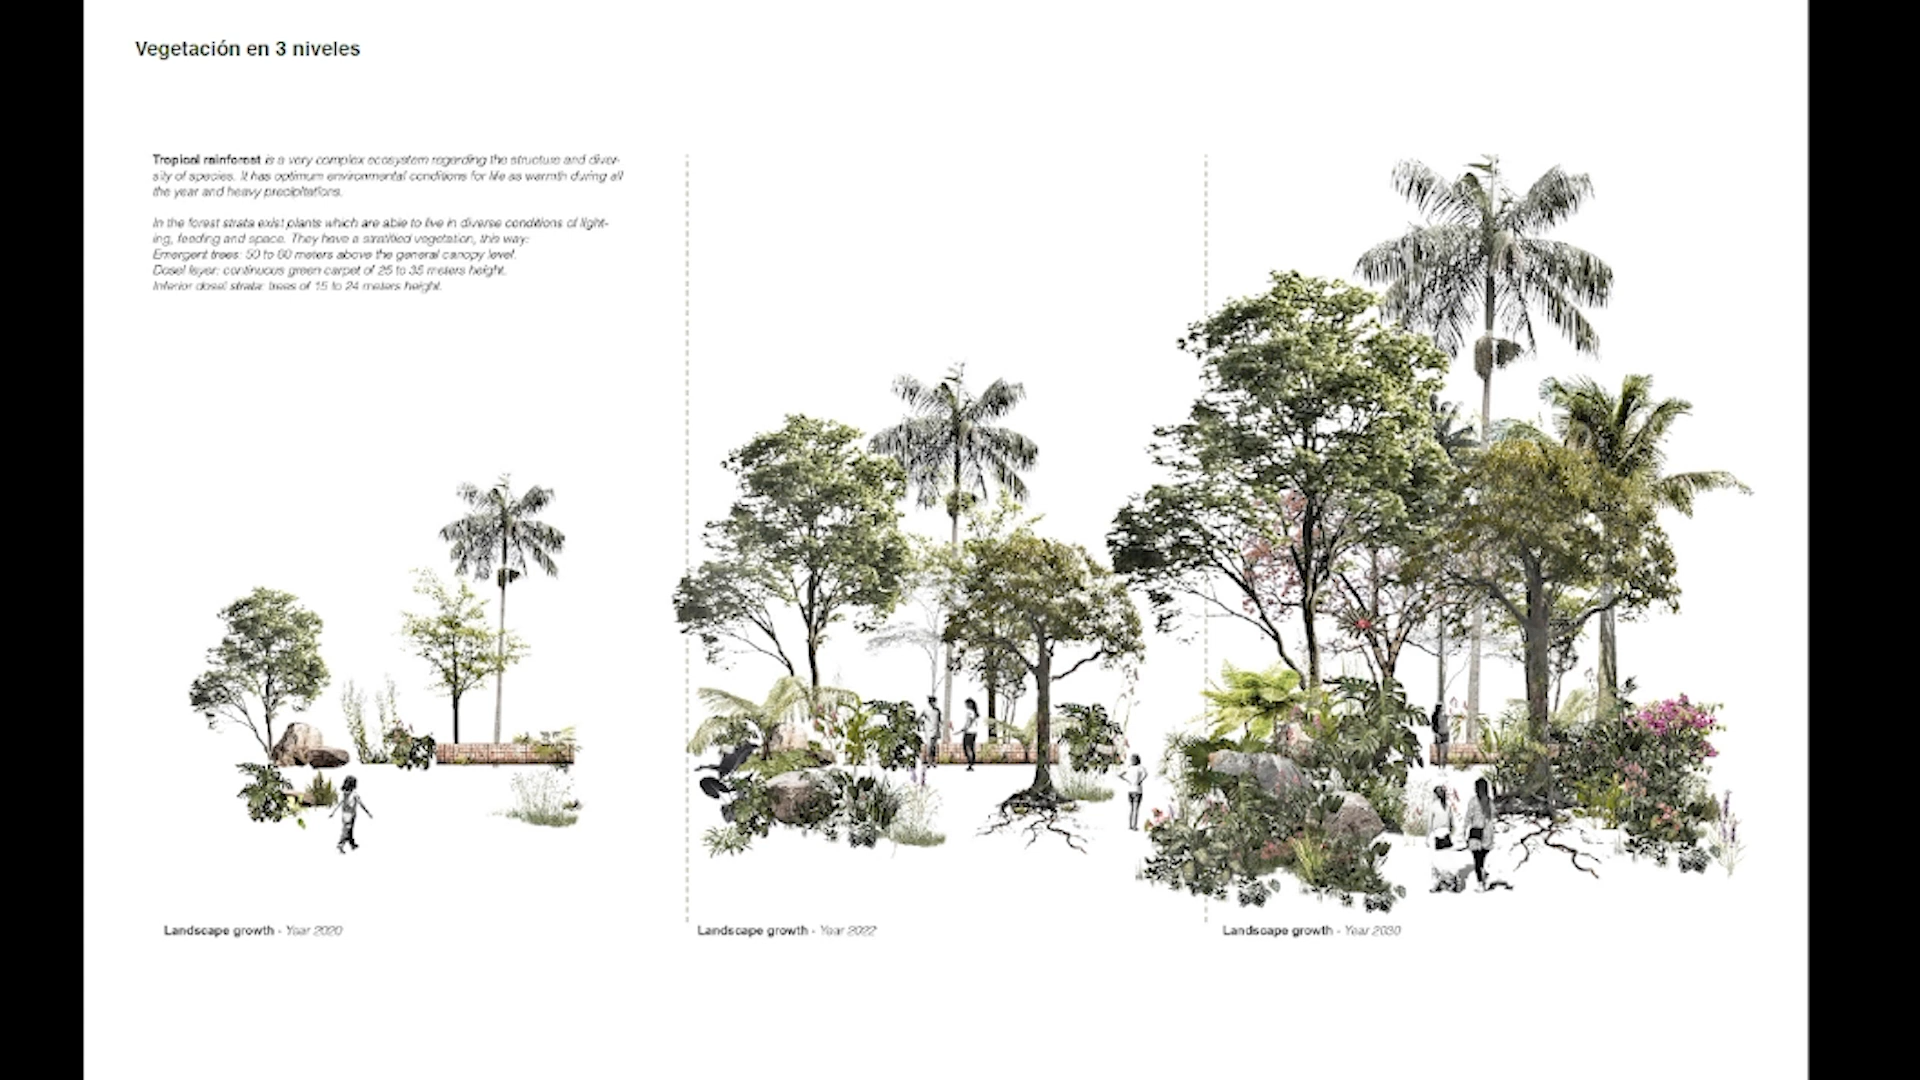 Vegetación en 3 niveles
Tropical rainforest is a very complex ecosystem regarding the structure and diver-
sity of species. It has optimum environmental conditions for life as warmth during all
the year and heavy precipitations.
In the forest strata exist plants which are able to live in diverse conditions of light-
ing, feeding and space. They have a stratified vegetation, this way:
Emergent trees: 50 to 60 meters above the general canopy level.
Dosel layer: continuous green carpet of 25 to 35 meters height.
Inferior dosel strata: trees of 15 to 24 meters height.
Landscape growth - Year 2020
Landscape growth - Year 2022
Landscape growth - Year 2030